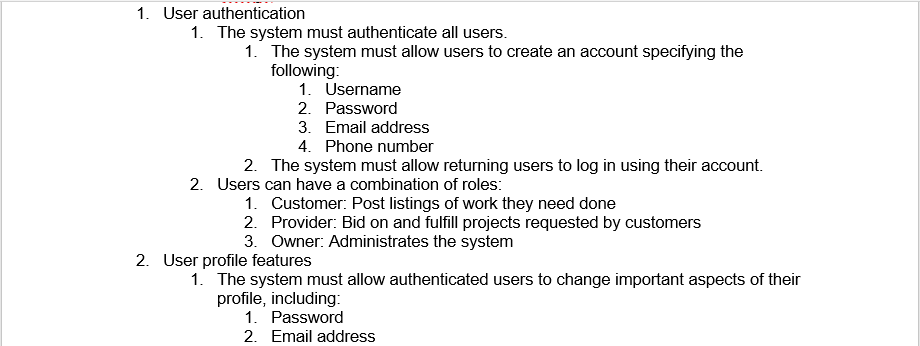 1. User authentication
1. The system must authenticate all users.
1. The system must allow users to create an account specifying the
following:
1. Username
2. Password
3. Email address
4. Phone number
2. The system must allow returning users to log in using their account.
2. Users can have a combination of roles:
1. Customer: Post listings of work they need done
2. Provider: Bid on and fulfill projects requested by customers
3. Owner: Administrates the system
2. User profile features
1. The system must allow authenticated users to change important aspects of their
profile, including:
1. Password
2. Email address